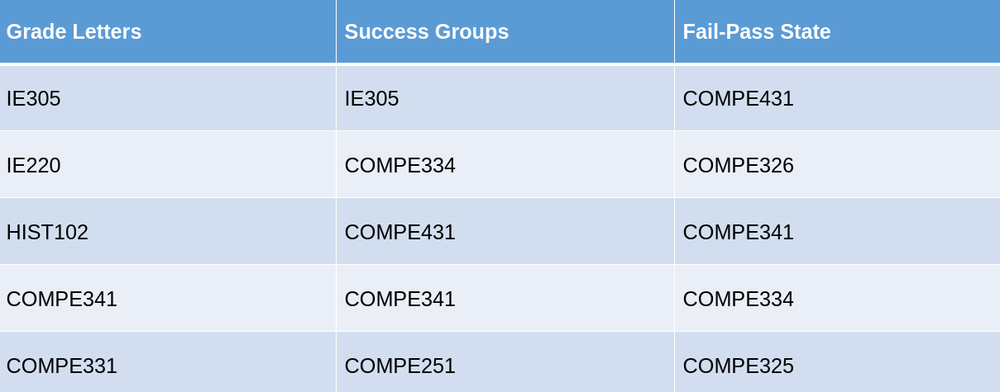 Grade Letters Success Groups Fail-Pass State
IE305 IE305 COMPE431
IE220 COMPE334 COMPE326
HIST102 COMPE431 COMPE341
COMPE341 COMPE341 COMPE334
COMPE331 COMPE251 COMPE325